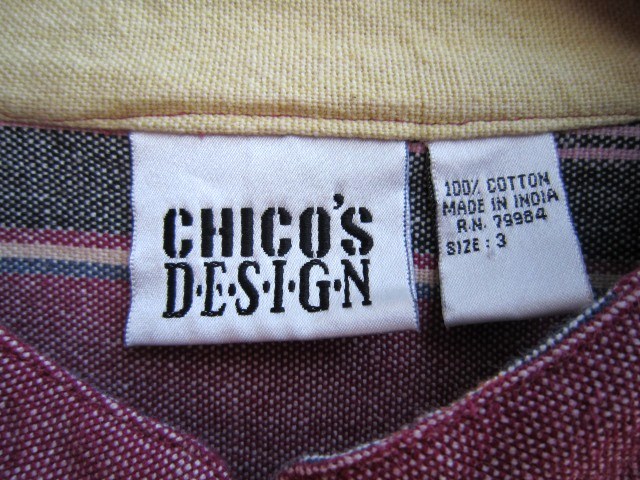 CHICO'S
D·E·S·I·G·N
100% COTTON
MADE IN INDIA
R.N. 79984
SIZE : 3